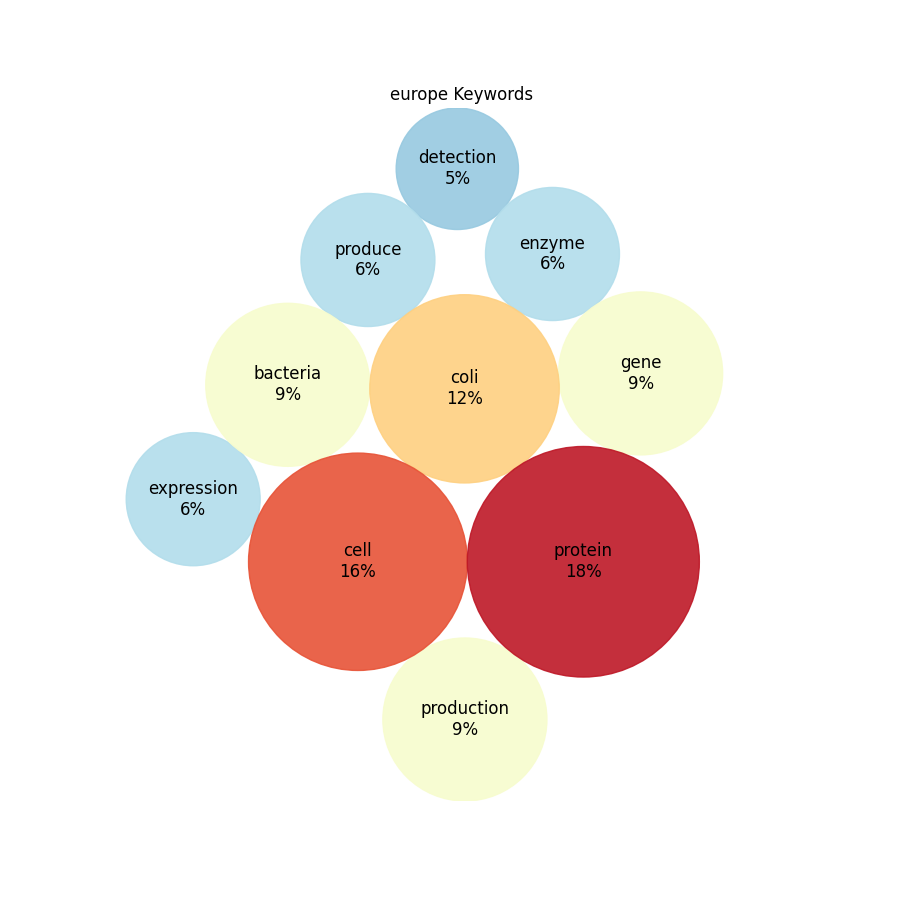 europe Keywords
detection
5%
produce
6%
enzyme
6%
bacteria
9%
coli
12%
gene
9%
expression
6%
cell
16%
protein
18%
production
9%